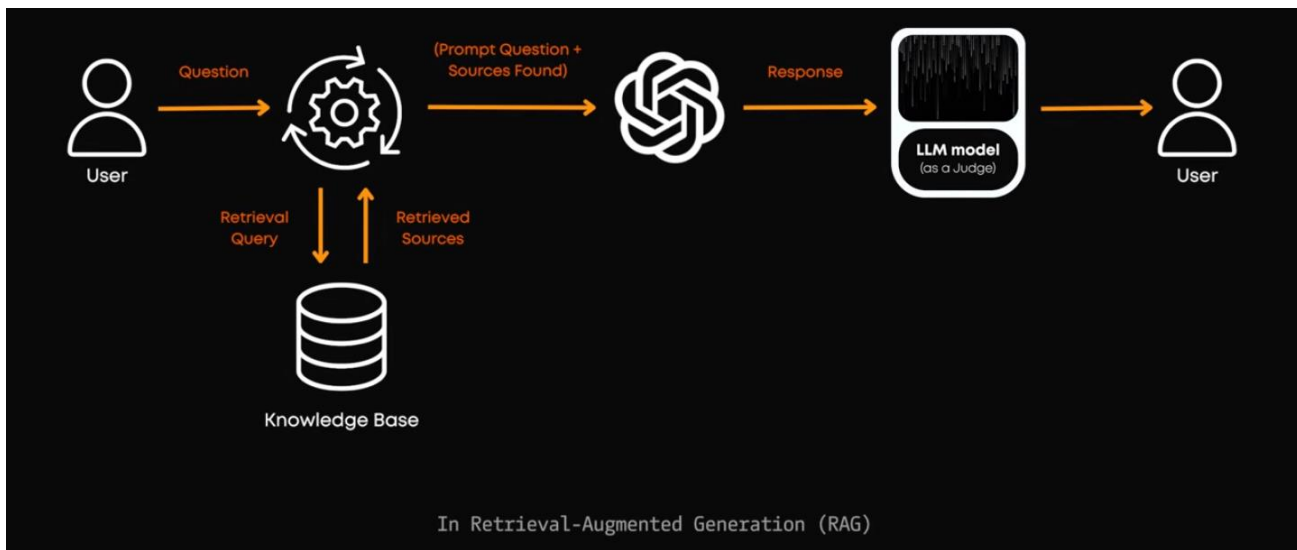 User
Question
(Prompt Question +
Sources Found)
Response
LLM model
(as a Judge)
User
Retrieval
Query
Retrieved
Sources
Knowledge Base
In Retrieval-Augmented Generation (RAG)